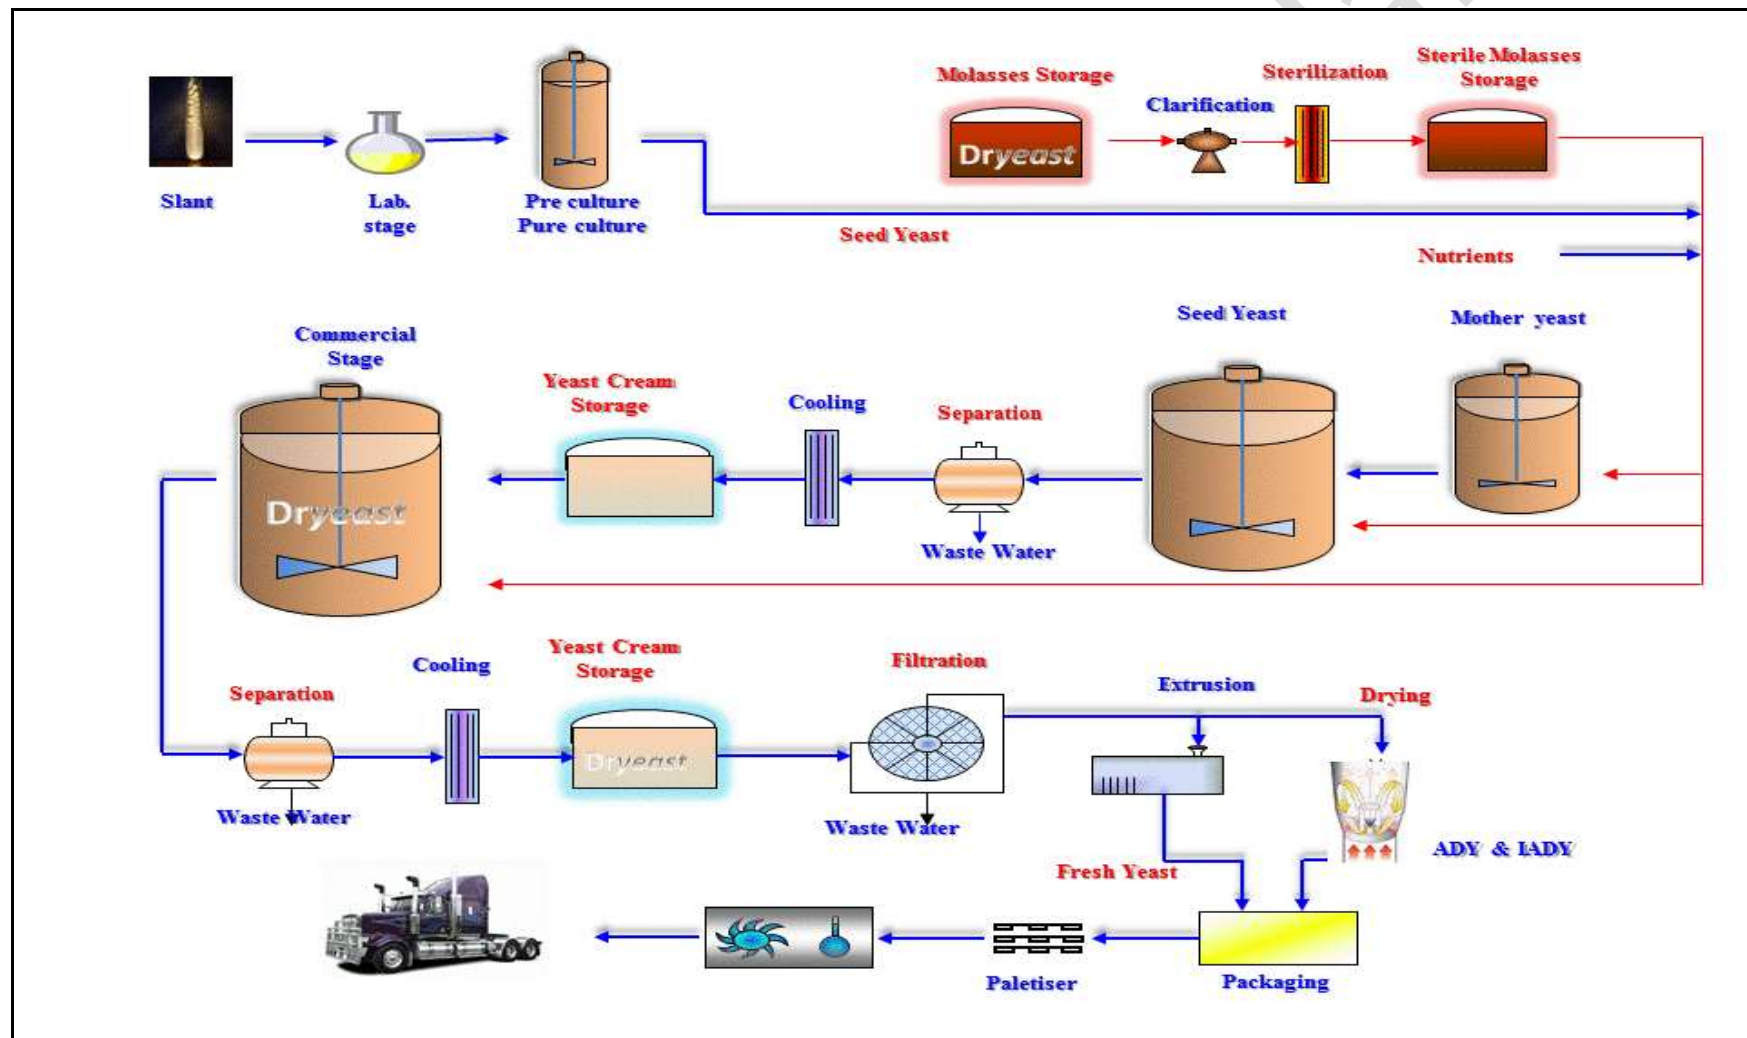 Molasses Storage
Sterilization
Sterile Molasses
Storage
Clarification
Dryeast
Slant
Lab.
stage
Pre culture
Pure culture
Seed Yeast
Nutrients
Commercial
Stage
Yeast Cream
Storage
Cooling
Separation
Seed Yeast
Mother yeast
Dryeast
Waste Water
Separation
Cooling
Yeast Cream
Storage
Filtration
Extrusion
Drying
Dryeast
Waste Water
Waste Water
ADY & IADY
Fresh Yeast
Paletiser
Packaging